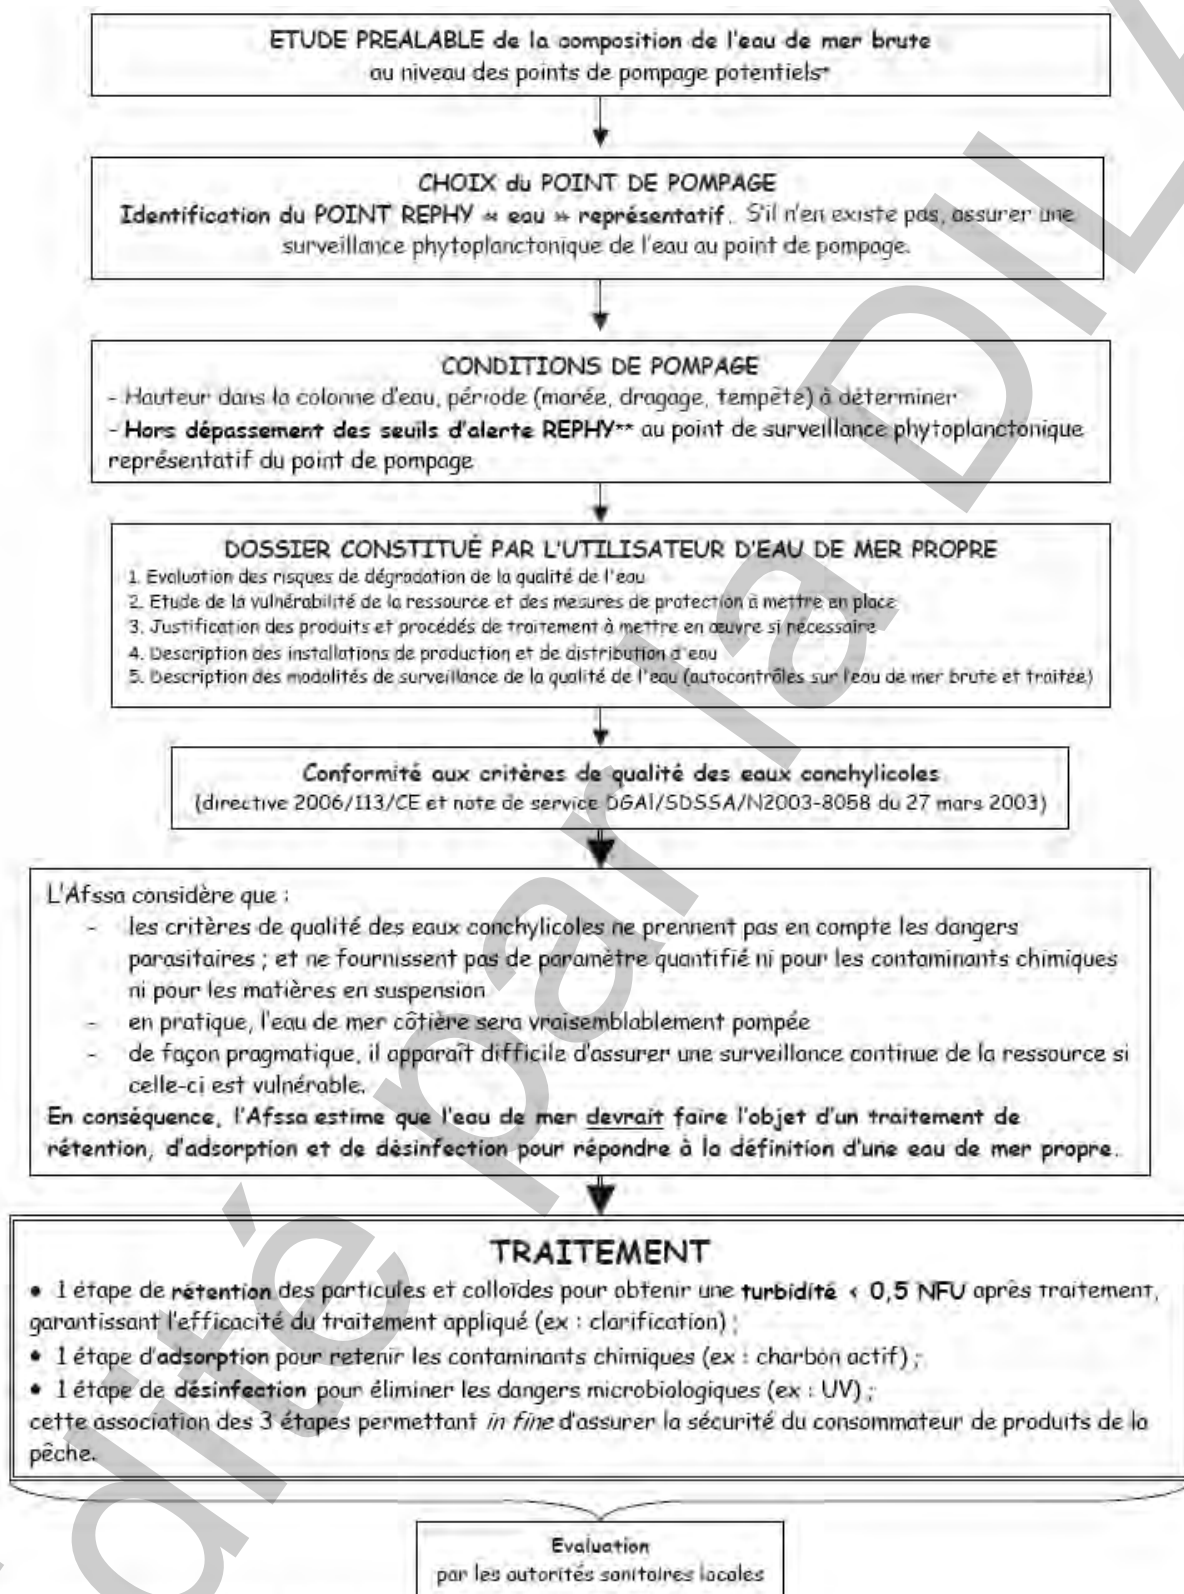 ETUDE PREALABLE de la composition de l'eau de mer brute
au niveau des points de pompage potentiels*
CHOIX du POINT DE POMPAGE
Identification du POINT REPHY « eau » représentatif. S'il n'en existe pas, assurer une
surveillance phytoplanctonique de l'eau au point de pompage.
CONDITIONS DE POMPAGE
- Hauteur dans la colonne d'eau, période (marée, dragage, tempête) à déterminer
- Hors dépassement des seuils d'alerte REPHY** au point de surveillance phytoplanctonique
représentatif du point de pompage
DOSSIER CONSTITUÉ PAR L'UTILISATEUR D'EAU DE MER PROPRE
1. Evaluation des risques de dégradation de la qualité de l'eau
2. Etude de la vulnérabilité de la ressource et des mesures de protection à mettre en place
3. Justification des produits et procédés de traitement à mettre en œuvre si nécessaire
4. Description des installations de production et de distribution d'eau
5. Description des modalités de surveillance de la qualité de l'eau (autocontrôles sur l'eau de mer brute et traitée)
Conformité aux critères de qualité des eaux conchylicoles
(directive 2006/113/CE et note de service DGAl/SDSSA/N2003-8058 du 27 mars 2003)
L'Afssa considère que :
- les critères de qualité des eaux conchylicoles ne prennent pas en compte les dangers
parasitaires ; et ne fournissent pas de paramètre quantifié ni pour les contaminants chimiques
ni pour les matières en suspension
- en pratique, l'eau de mer côtière sera vraisemblablement pompée
- de façon pragmatique, il apparaît difficile d'assurer une surveillance continue de la ressource si
celle-ci est vulnérable.
En conséquence, l'Afssa estime que l'eau de mer devrait faire l'objet d'un traitement de
rétention, d'adsorption et de désinfection pour répondre à la définition d'une eau de mer propre.
TRAITEMENT
• 1 étape de rétention des particules et colloïdes pour obtenir une turbidité < 0,5 NFU après traitement,
garantissant l'efficacité du traitement appliqué (ex : clarification) ;
• 1 étape d'adsorption pour retenir les contaminants chimiques (ex : charbon actif) ;
• 1 étape de désinfection pour éliminer les dangers microbiologiques (ex : UV) ;
cette association des 3 étapes permettant in fine d'assurer la sécurité du consommateur de produits de la
pêche.
Evaluation
par les autorités sanitaires locales
dité par la DILA